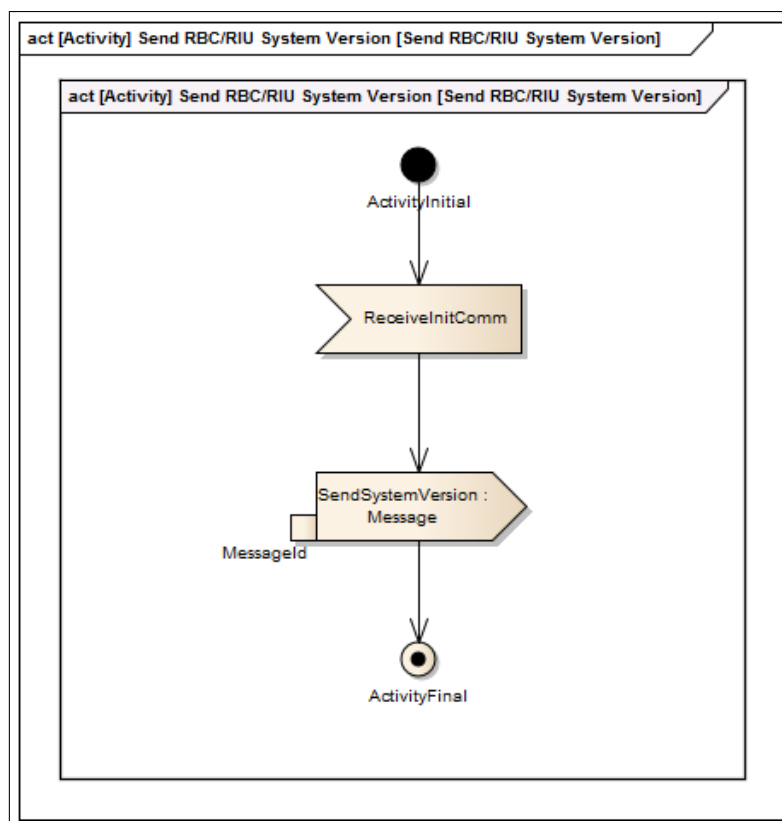 act [Activity] Send RBC/RIU System Version [Send RBC/RIU System Version]
act [Activity] Send RBC/RIU System Version [Send RBC/RIU System Version]
ActivityInitial
ReceiveInitComm
SendSystemVersion :
Message
MessageId
ActivityFinal